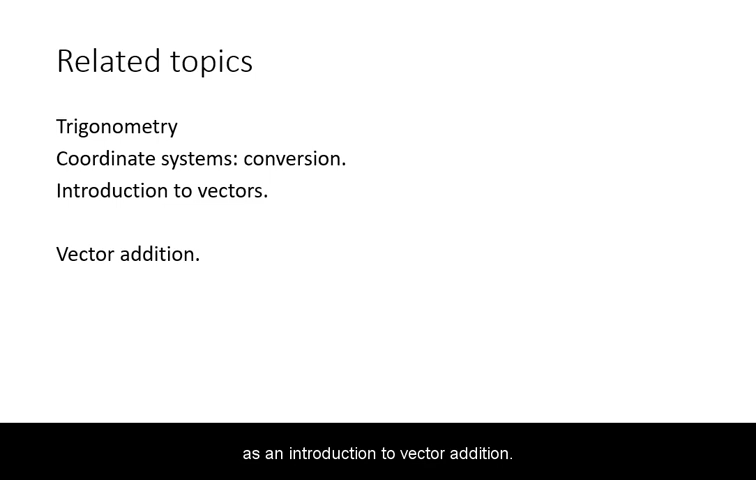 Related topics
Trigonometry
Coordinate systems: conversion.
Introduction to vectors.
Vector addition.
as an introduction to vector addition.